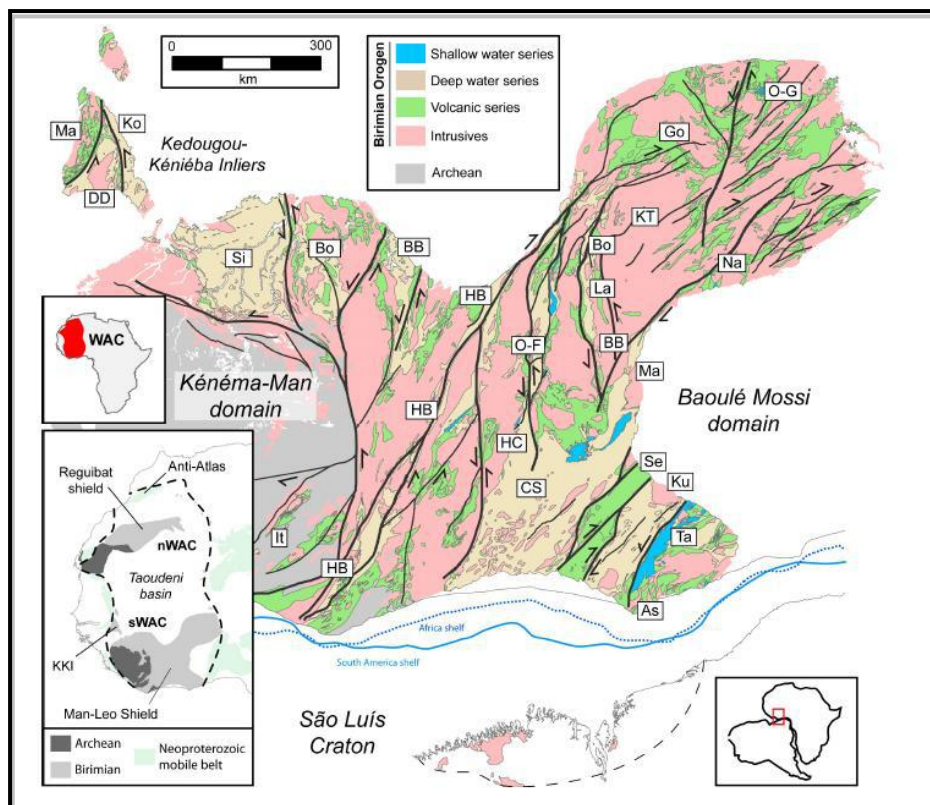 0
300
km
Birimian Orogen
Shallow water series
Deep water series
Volcanic series
Intrusives
Archean
O-G
Go
Ma
Ko
Kedougou-
Kéniéba Inliers
DD
KT
Si
Bo
BB
Bo
Na
HB
La
WAC
O-F
BB
Kénéma-Man
domain
Ma
Baoulé Mossi
domain
HB
HC
Se
Anti-Atlas
Reguibat
shield
CS
Ku
nWAC
It
Ta
Taoudeni
basin
HB
sWAC
As
Africa shelf
KKI
South America shelf
Man-Leo Shield
São Luís
Craton
Archean
Birimian
Neoproterozoic
mobile belt